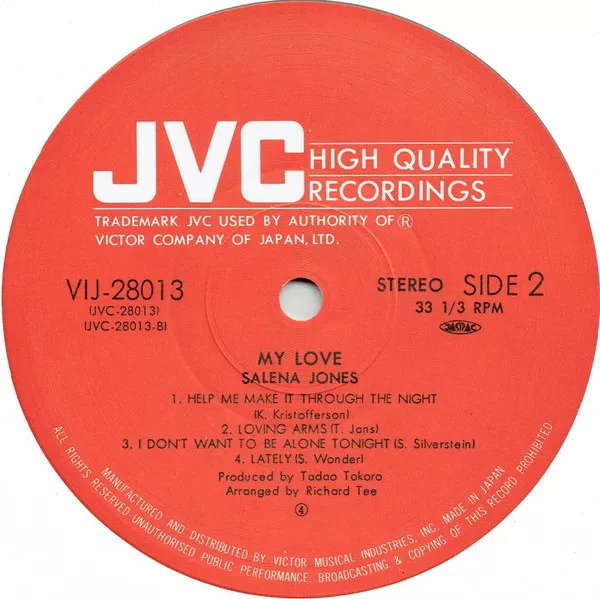 JVC
HIGH QUALITY
RECORDINGS
TRADEMARK JVC USED BY AUTHORITY OF Ⓡ
VICTOR COMPANY OF JAPAN, LTD.
VIJ-28013
(JVC-28013)
(JVC-28013-B)
STEREO SIDE 2
33 1/3 RPM
JASRAC
MY LOVE
SALENA JONES
1. HELP ME MAKE IT THROUGH THE NIGHT
(K. Kristofferson)
2. LOVING ARMS (T. Jans)
3. I DON'T WANT TO BE ALONE TONIGHT (S. Silverstein)
4. LATELY (S. Wonder)
Produced by Tadao Tokoro
Arranged by Richard Tee
④
MANUFACTURED AND DISTRIBUTED BY VICTOR MUSICAL INDUSTRIES, INC. MADE IN JAPAN
ALL RIGHTS RESERVED UNAUTHORISED PUBLIC PERFORMANCE, BROADCASTING & COPYING OF THIS RECORD PROHIBITED